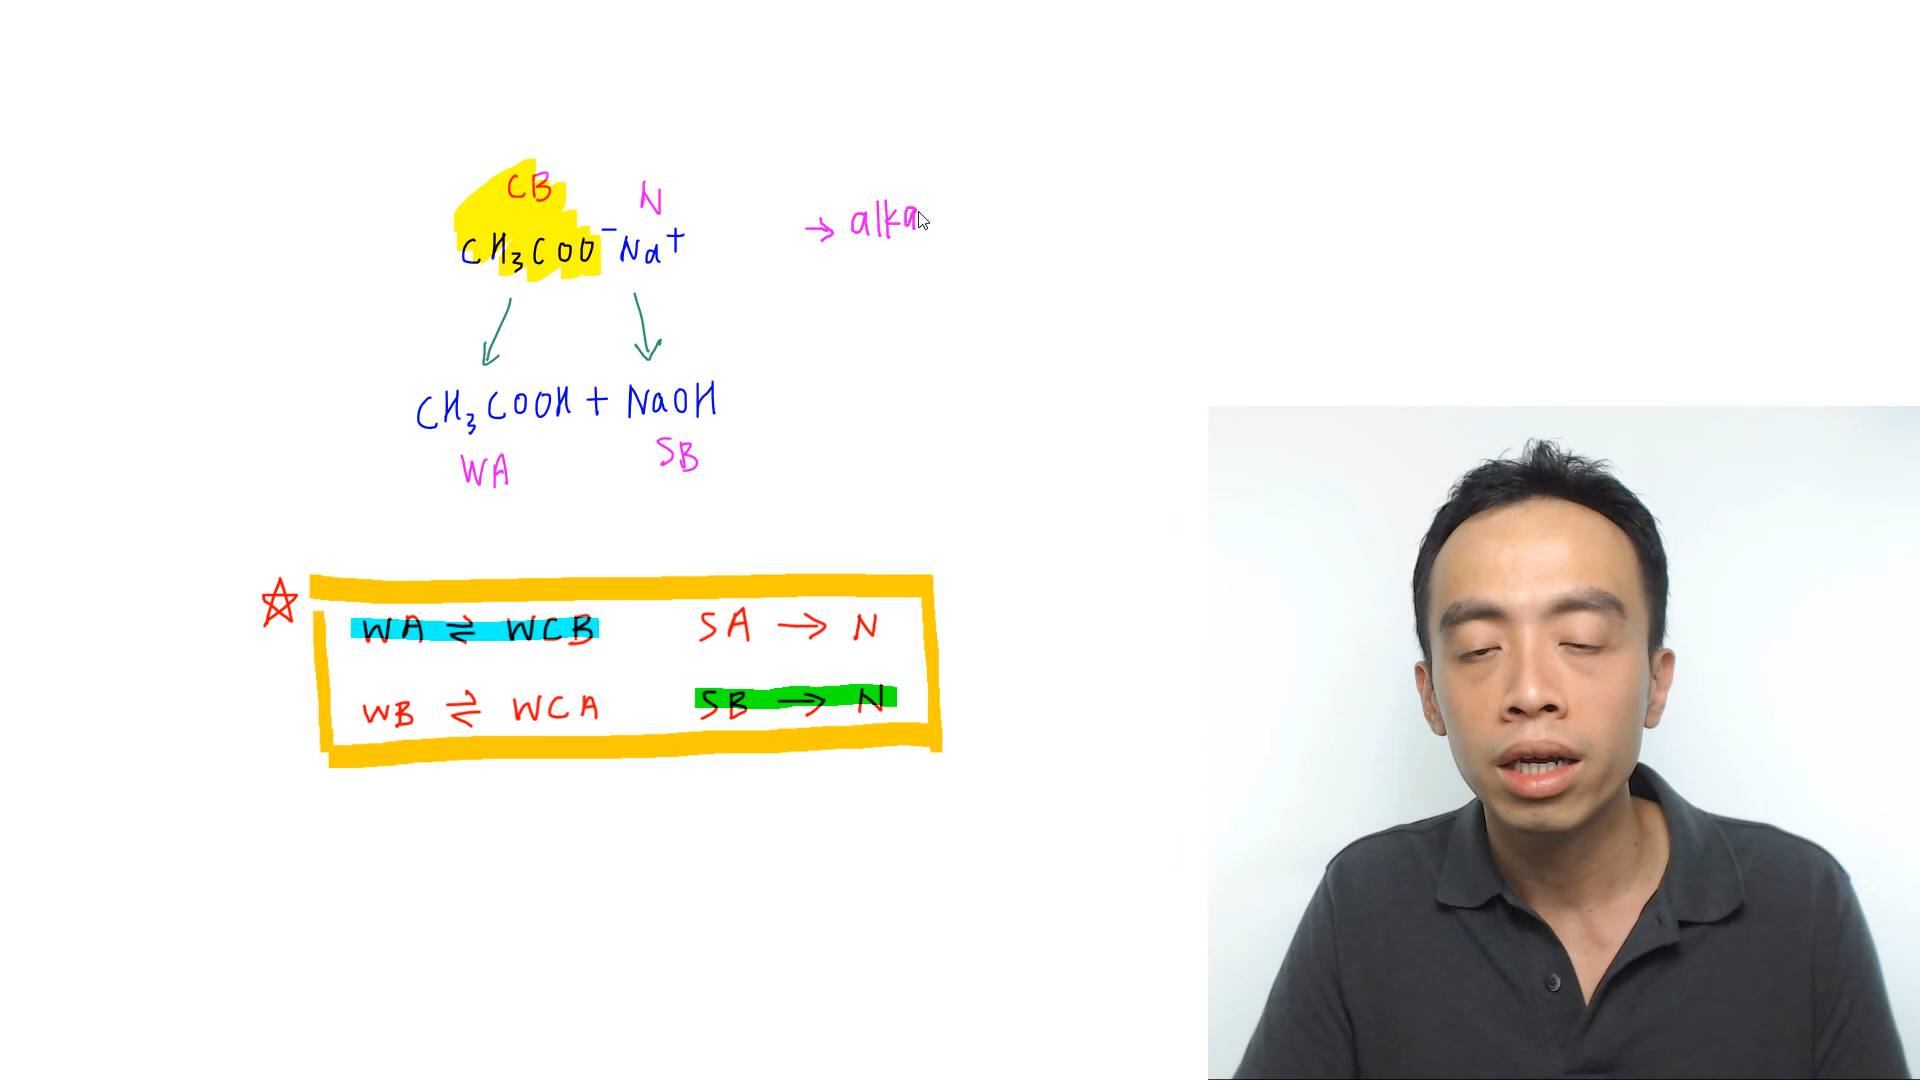 CB N
CH₃COO⁻Na⁺ → alka
CH₃COOH + NaOH
WA SB
WA ⇌ WCB SA → N
WB ⇌ WCA SB → N